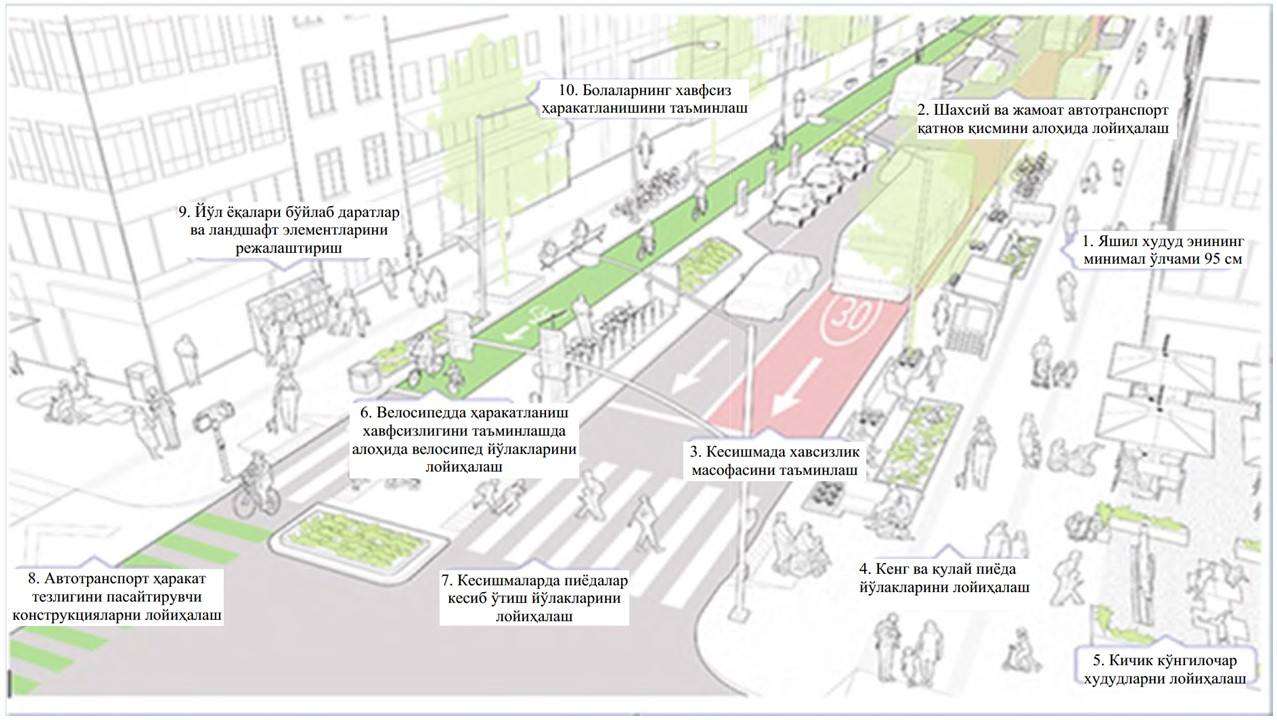 10. Болаларнинг хавфсиз
ҳаракатланишини таъминлаш
2. Шахсий ва жамоат автотранспорт
қатнов қисмини алоҳида лойиҳалаш
9. Йўл ёқалари бўйлаб даратлар
ва ландшафт элементларини
режалаштириш
1. Яшил худуд энининг
минимал ўлчами 95 см
30
6. Велосипедда ҳаракатланиш
хавфсизлигини таъминлашда
алоҳида велосипед йўлакларини
лойиҳалаш
3. Кесишмада хавсизлик
масофасини таъминлаш
8. Автотранспорт ҳаракат
тезлигини пасайтирувчи
конструкцияларни лойиҳалаш
7. Кесишмаларда пиёдалар
кесиб ўтиш йўлакларини
лойиҳалаш
4. Кенг ва қулай пиёда
йўлакларини лойиҳалаш
5. Кичик кўнгилочар
худудларни лойиҳалаш